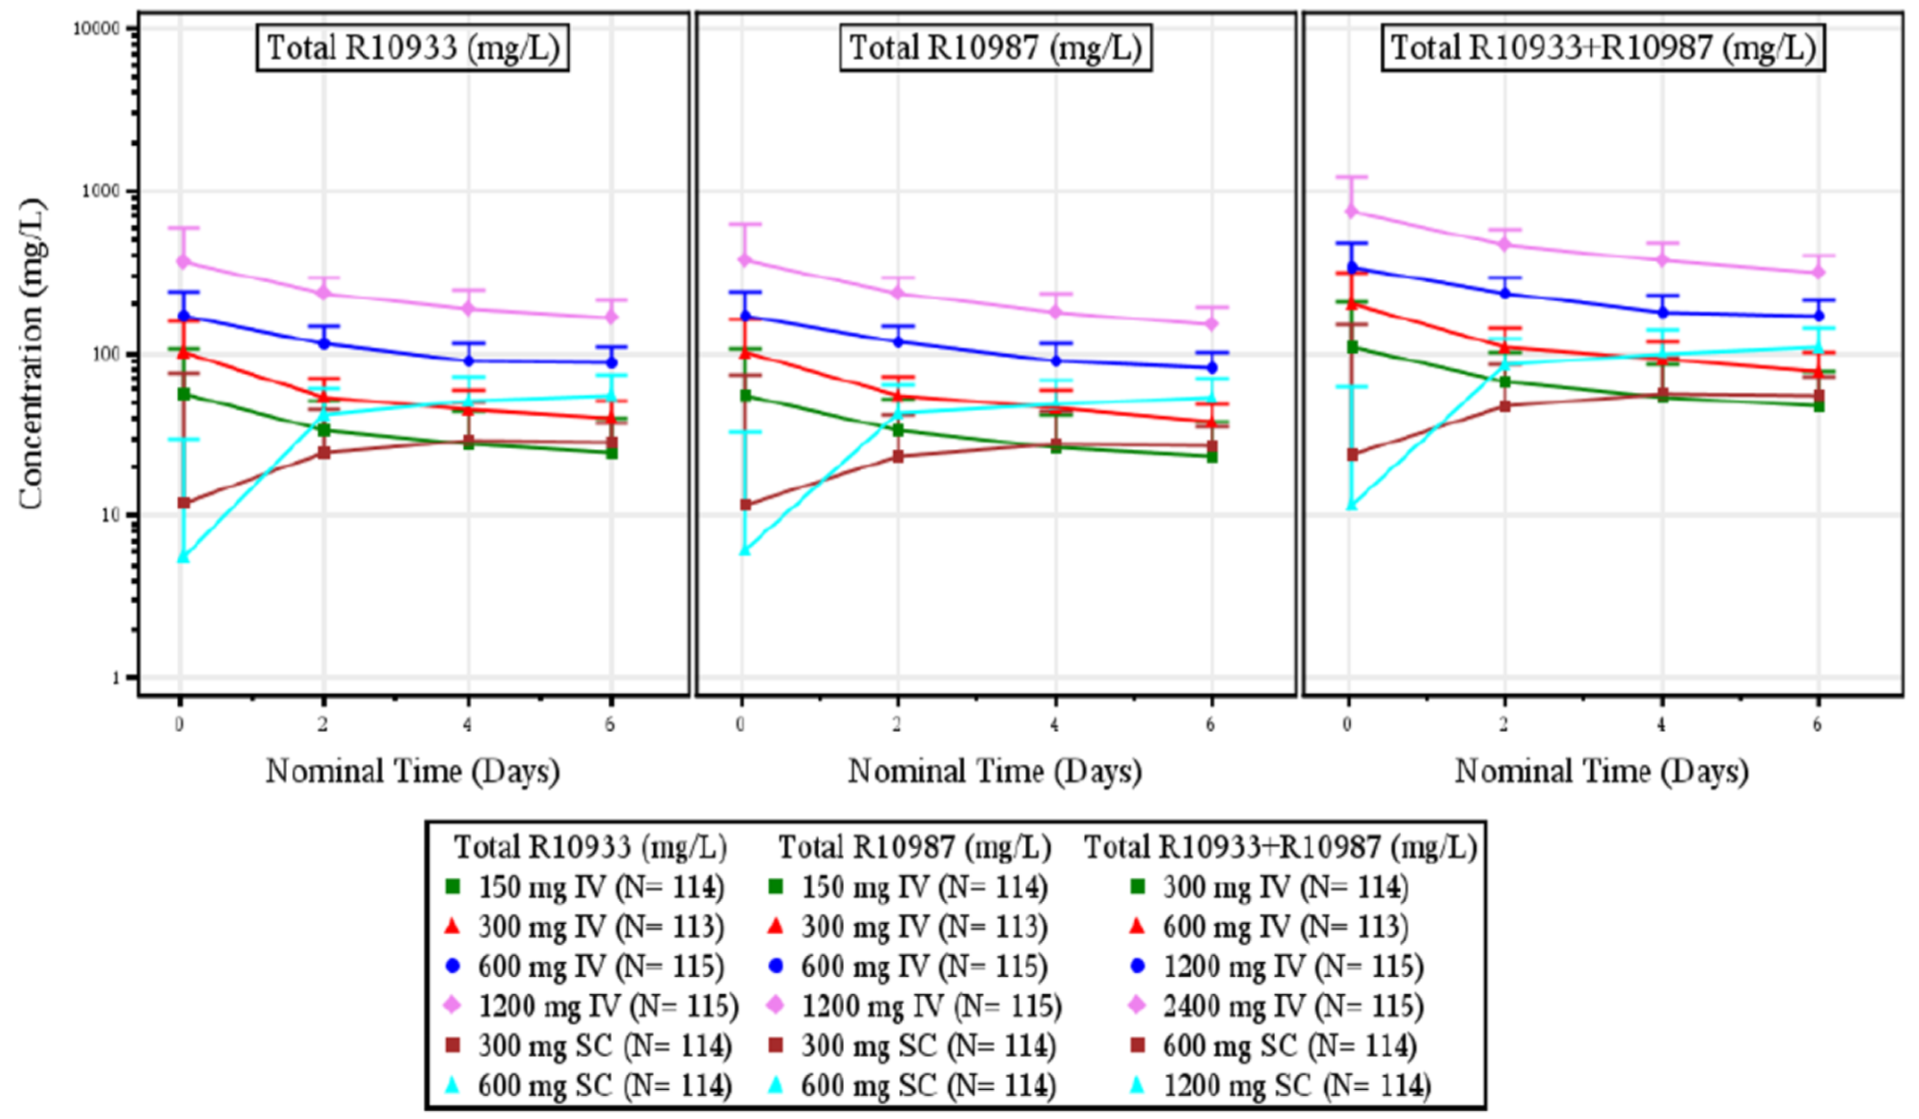 Total R10933 (mg/L)
Total R10987 (mg/L)
Total R10933+R10987 (mg/L)
Concentration (mg/L)
10000
1000
100
10
1
0 2 4 6
0 2 4 6
0 2 4 6
Nominal Time (Days)
Nominal Time (Days)
Nominal Time (Days)
Total R10933 (mg/L) Total R10987 (mg/L) Total R10933+R10987 (mg/L)
150 mg IV (N= 114) 150 mg IV (N= 114) 300 mg IV (N= 114)
300 mg IV (N= 113) 300 mg IV (N= 113) 600 mg IV (N= 113)
600 mg IV (N= 115) 600 mg IV (N= 115) 1200 mg IV (N= 115)
1200 mg IV (N= 115) 1200 mg IV (N= 115) 2400 mg IV (N= 115)
300 mg SC (N= 114) 300 mg SC (N= 114) 600 mg SC (N= 114)
600 mg SC (N= 114) 600 mg SC (N= 114) 1200 mg SC (N= 114)